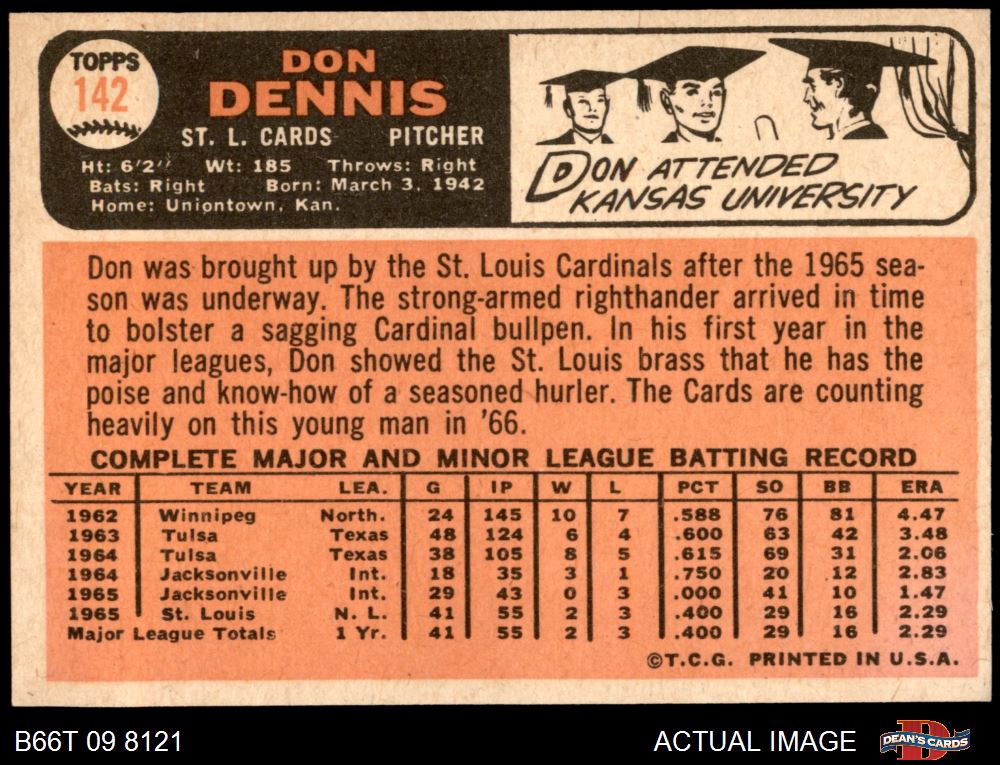 TOPPS
142
DON
DENNIS
ST. L. CARDS PITCHER
Ht: 6'2" Wt: 185 Throws: Right
Bats: Right Born: March 3, 1942
Home: Uniontown, Kan.
DON ATTENDED
KANSAS UNIVERSITY
Don was brought up by the St. Louis Cardinals after the 1965 sea-
son was underway. The strong-armed righthander arrived in time
to bolster a sagging Cardinal bullpen. In his first year in the
major leagues, Don showed the St. Louis brass that he has the
poise and know-how of a seasoned hurler. The Cards are counting
heavily on this young man in '66.
COMPLETE MAJOR AND MINOR LEAGUE BATTING RECORD
YEAR TEAM LEA. G IP W L PCT SO BB ERA
1962 Winnipeg North. 24 145 10 7 .588 76 81 4.47
1963 Tulsa Texas 48 124 6 4 .600 63 42 3.48
1964 Tulsa Texas 38 105 8 5 .615 69 31 2.06
1964 Jacksonville Int. 18 35 3 1 .750 20 12 2.83
1965 Jacksonville Int. 29 43 0 3 .000 41 10 1.47
1965 St. Louis N. L. 41 55 2 3 .400 29 16 2.29
Major League Totals 1 Yr. 41 55 2 3 .400 29 16 2.29
©T.C.G. PRINTED IN U.S.A.
B66T 09 8121 ACTUAL IMAGE DEAN'S CARDS